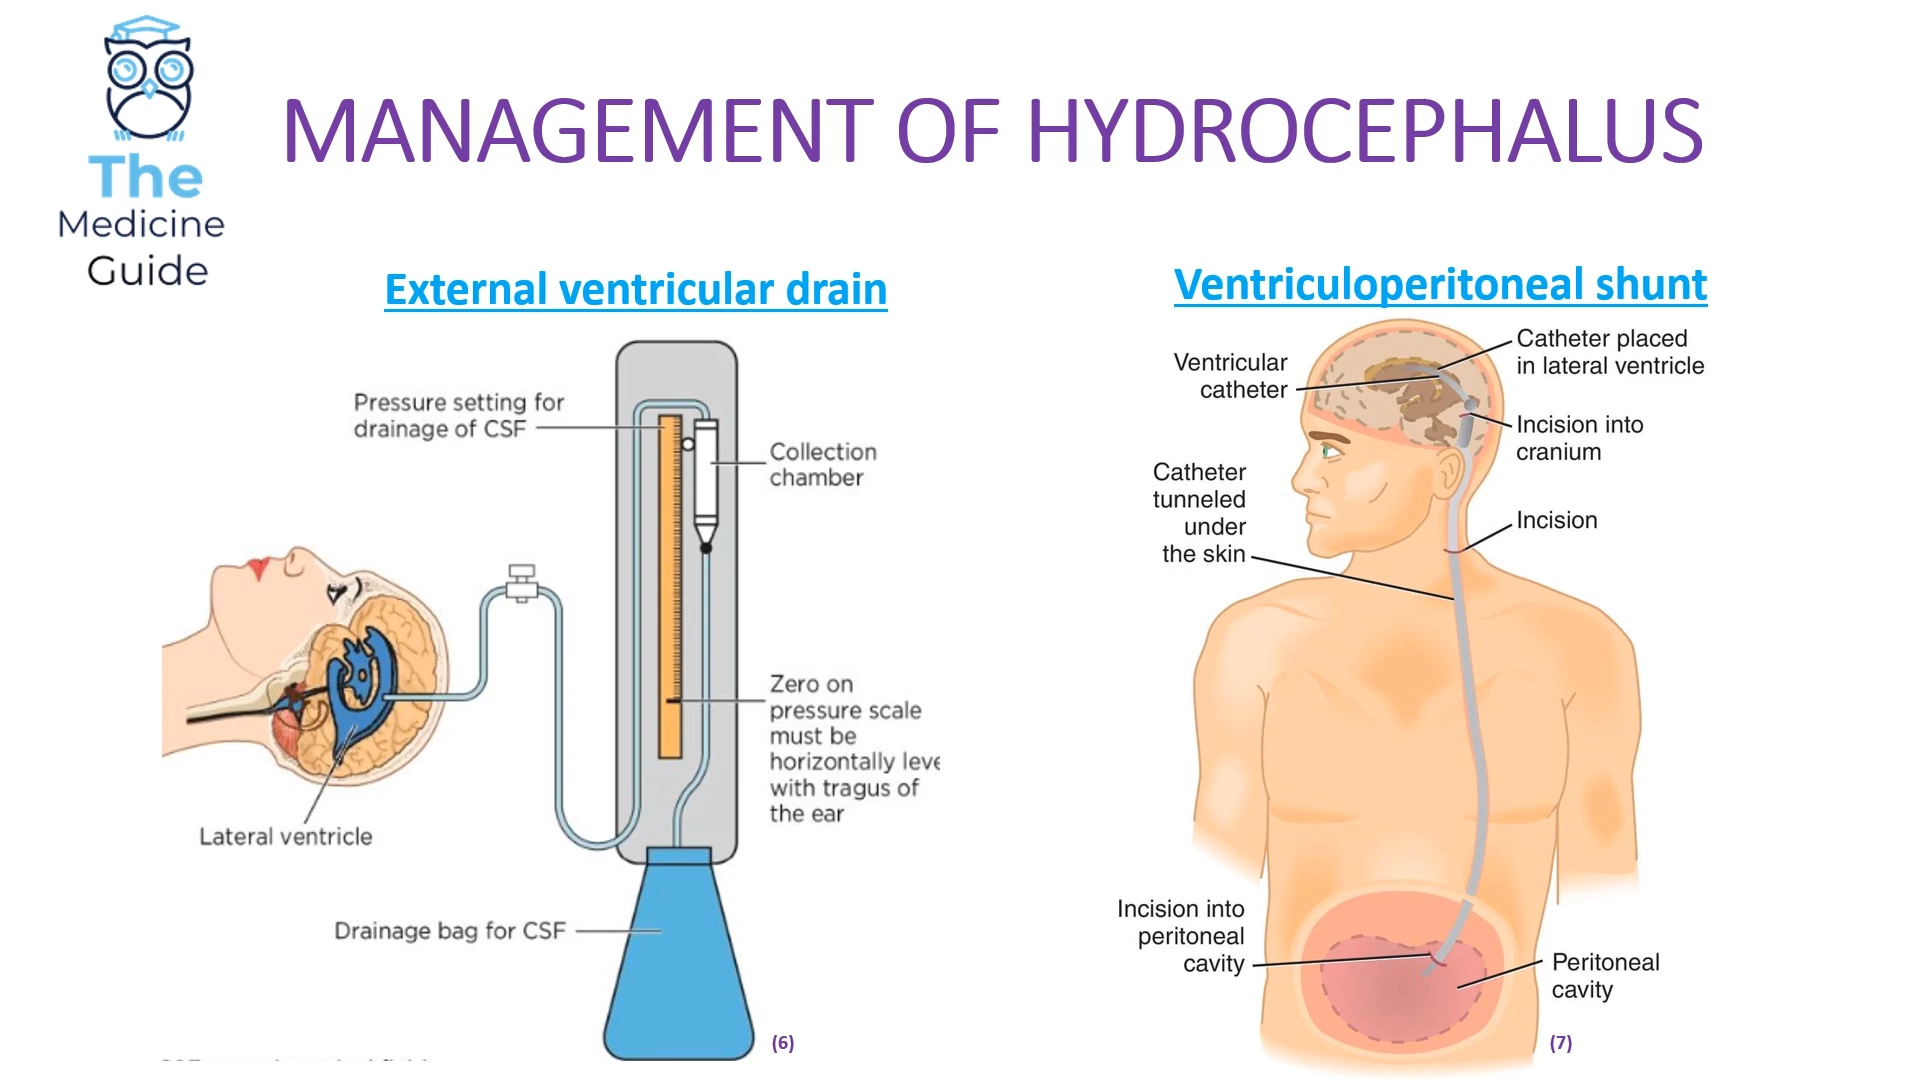 The
Medicine
Guide
MANAGEMENT OF HYDROCEPHALUS
External ventricular drain
Pressure setting for
drainage of CSF
Collection
chamber
Zero on
pressure scale
must be
horizontally leve
with tragus of
the ear
Lateral ventricle
Drainage bag for CSF
(6)
Ventriculoperitoneal shunt
Ventricular
catheter
Catheter placed
in lateral ventricle
Incision into
cranium
Catheter
tunneled
under
the skin
Incision
Incision into
peritoneal
cavity
Peritoneal
cavity
(7)